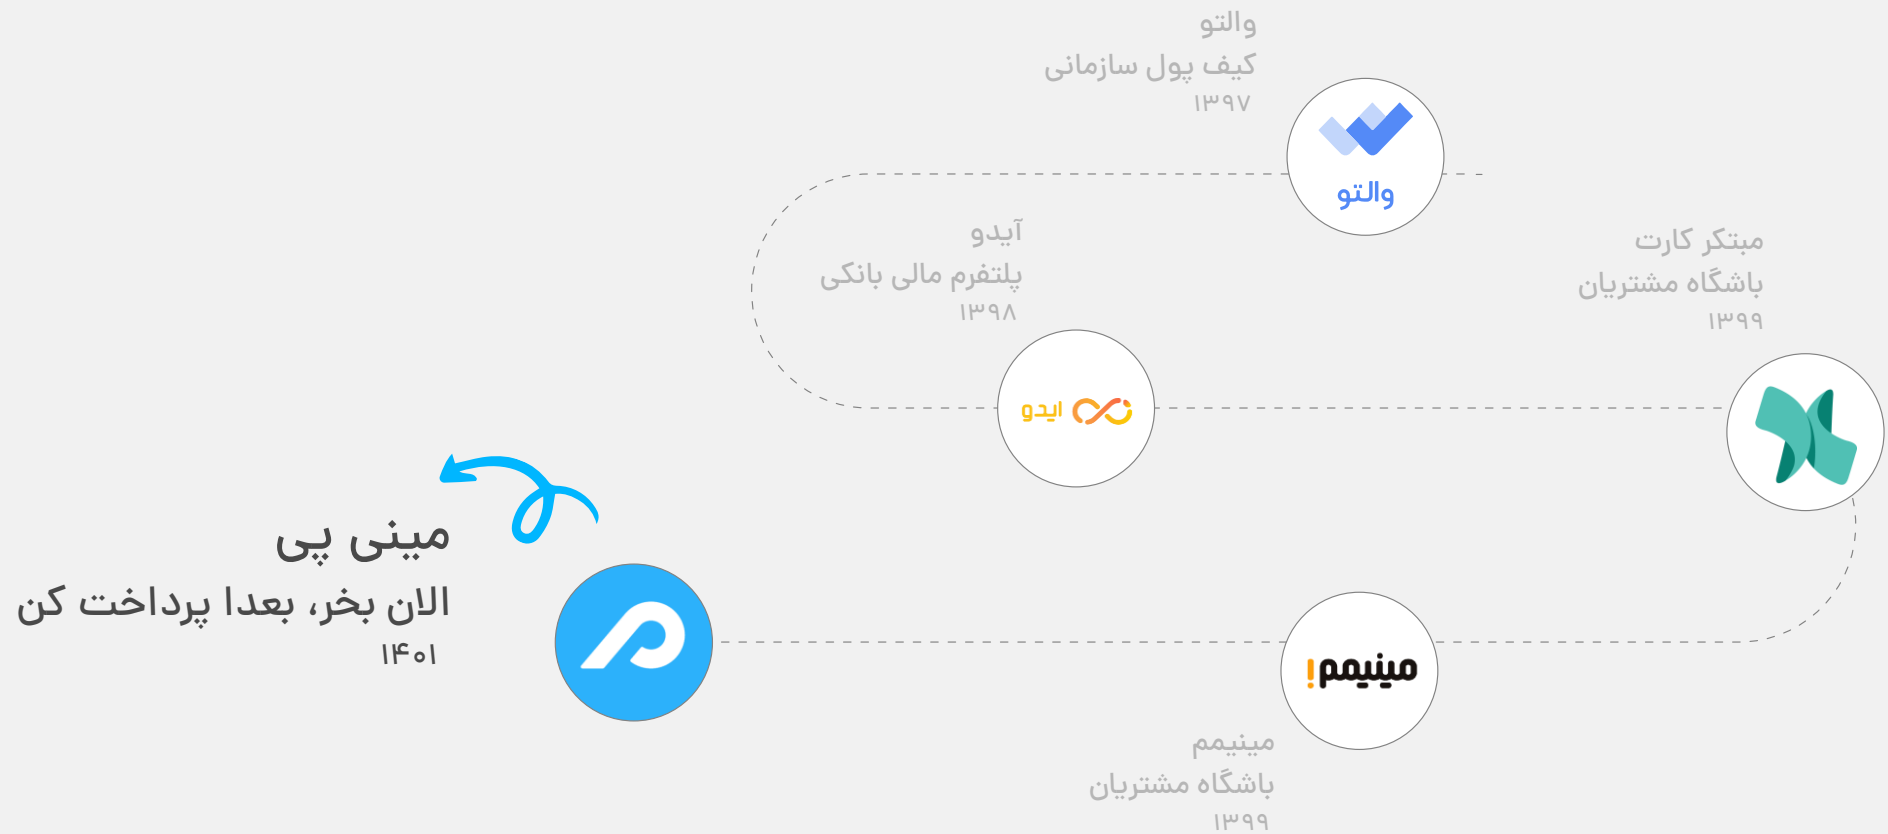 والتو
کیف پول سازمانی
۱۳۹۷
والتو
آیدو
پلتفرم مالی بانکی
۱۳۹۸
ایدو
مبتکر کارت
باشگاه مشتریان
۱۳۹۹
مینیمم!
مینیمم
باشگاه مشتریان
۱۳۹۹
مینی پی
الان بخر، بعدا پرداخت کن
۱۴۰۱